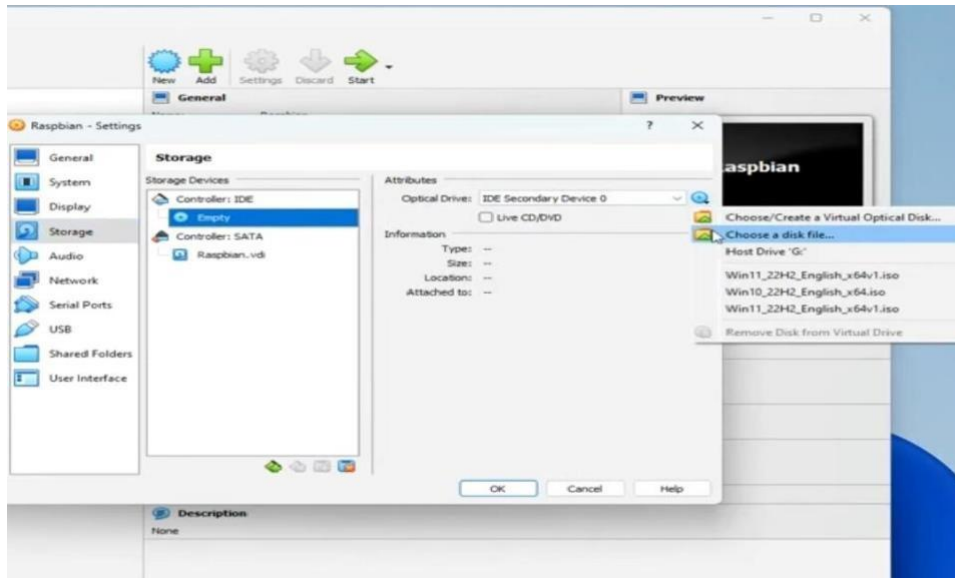 New Add Settings Discard Start
General
Preview
Raspbian - Settings
?
aspbian
General
System
Display
Storage
Audio
Network
Serial Ports
USB
Shared Folders
User Interface
Storage
Storage Devices
Controller: IDE
Empty
Controller: SATA
Raspbian.vdi
Attributes
Optical Drive: IDE Secondary Device 0
Live CD/DVD
Information
Type: --
Size: --
Location: --
Attached to: --
Choose/Create a Virtual Optical Disk...
Choose a disk file...
Host Drive 'G:'
Win11_22H2_English_x64v1.iso
Win10_22H2_English_x64.iso
Win11_22H2_English_x64v1.iso
Remove Disk from Virtual Drive
OK Cancel Help
Description
None